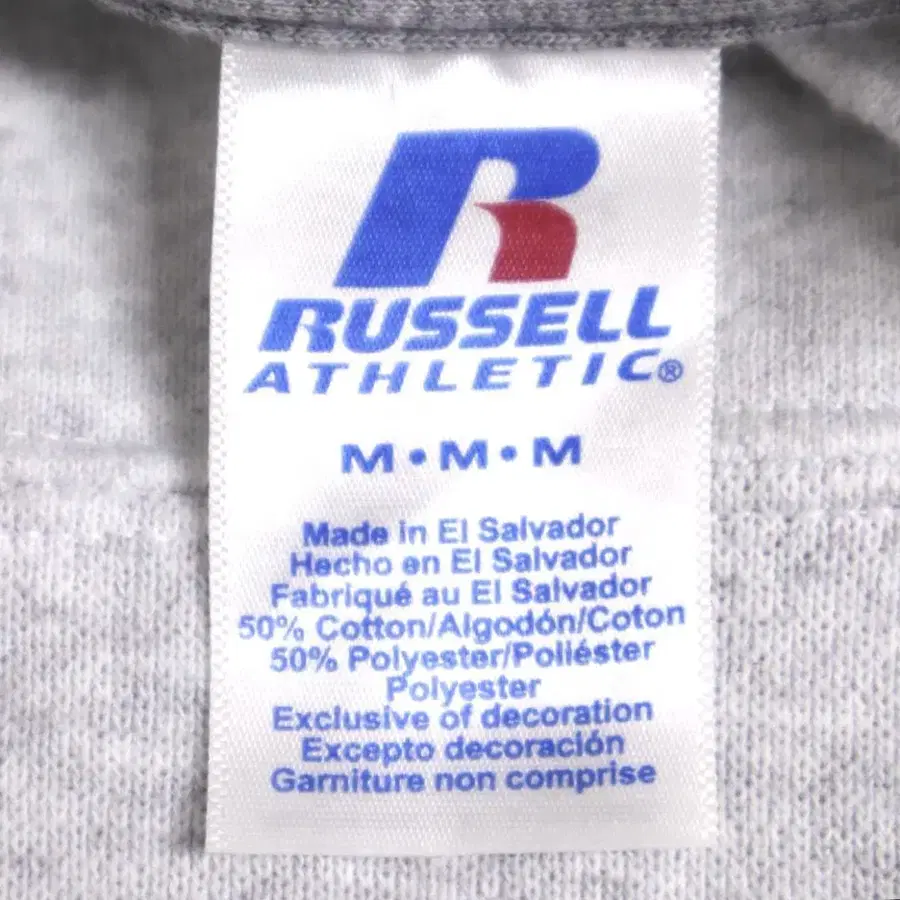 R
RUSSELL
ATHLETIC®
M•M•M
Made in El Salvador
Hecho en El Salvador
Fabriqué au El Salvador
50% Cotton/Algodón/Coton
50% Polyester/Poliéster
Polyester
Exclusive of decoration
Excepto decoración
Garniture non comprise